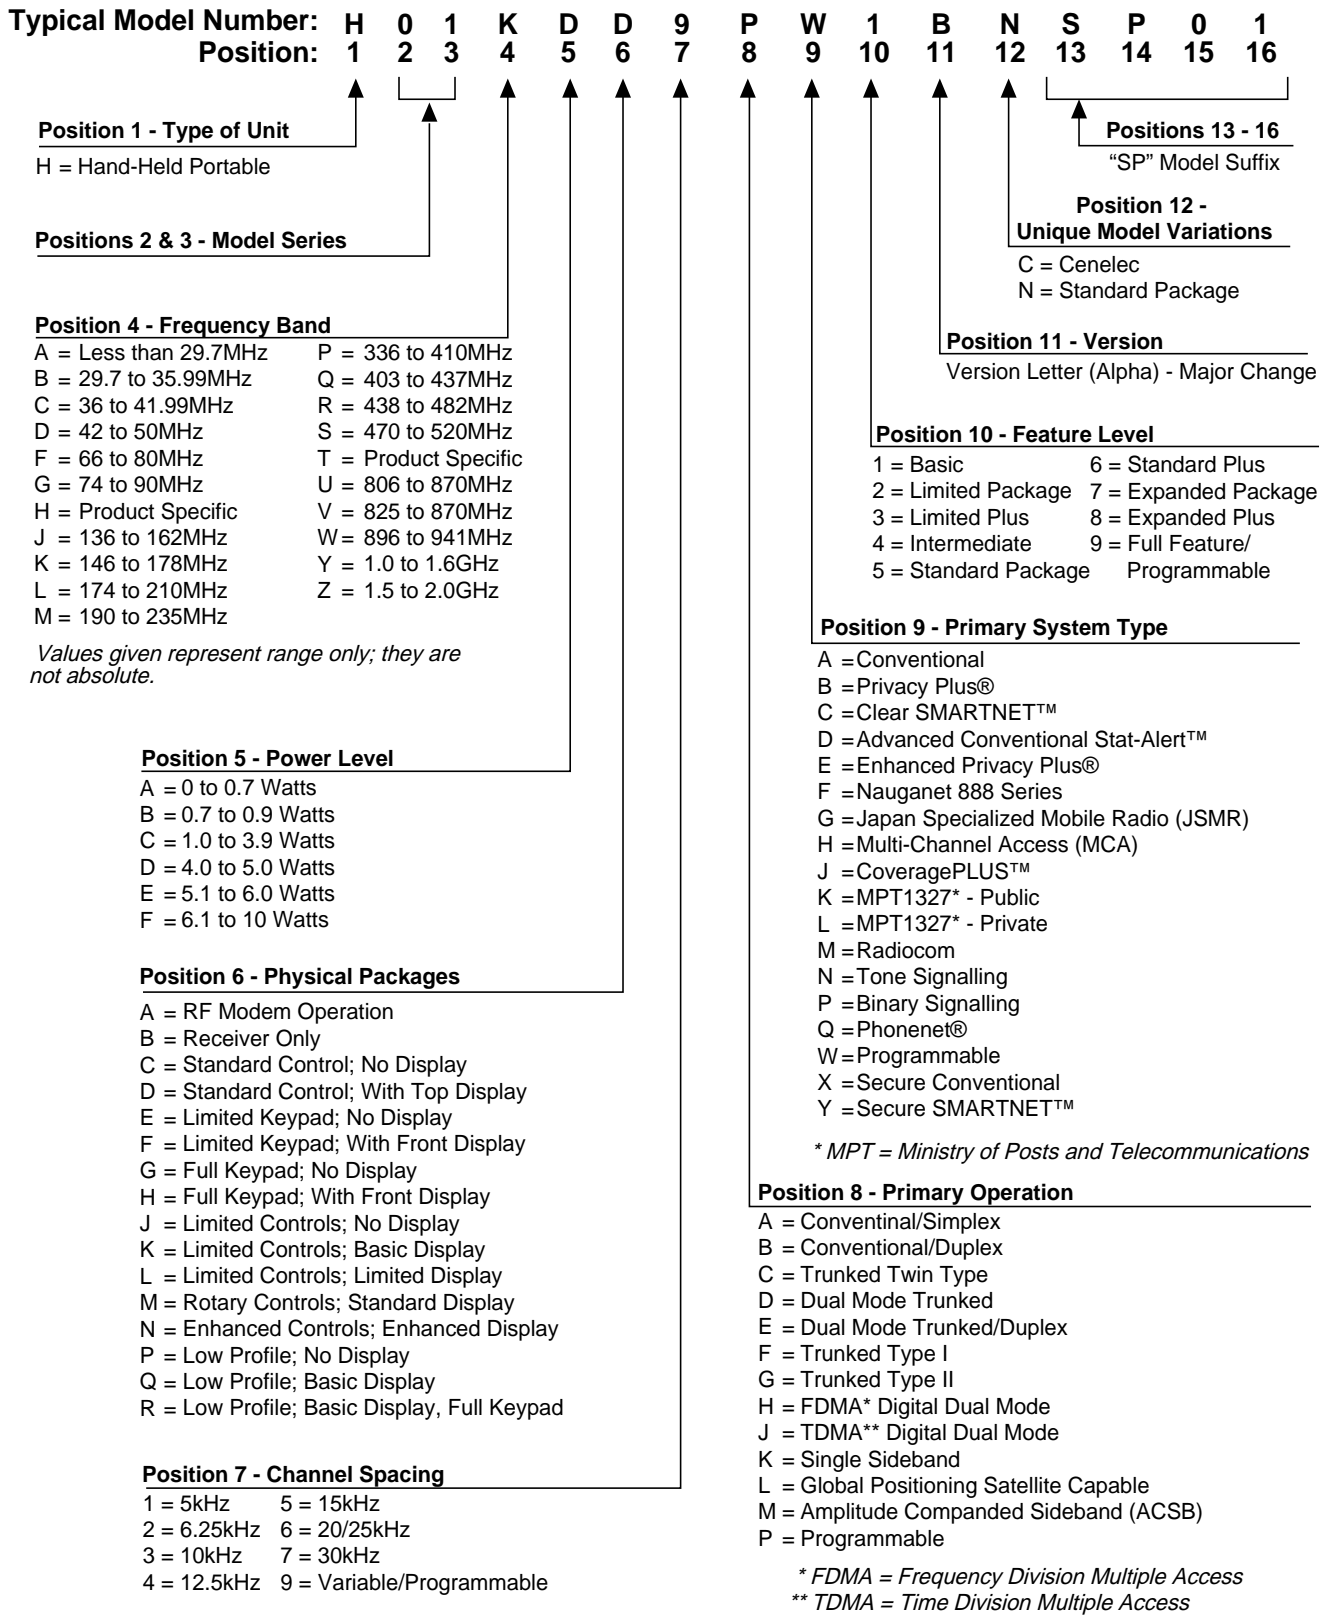 Typical Model Number: H 0 1 K D D 9 P W 1 B N S P 0 1
Position: 1 2 3 4 5 6 7 8 9 10 11 12 13 14 15 16
Position 1 - Type of Unit
H = Hand-Held Portable
Positions 2 & 3 - Model Series
Position 4 - Frequency Band
A = Less than 29.7MHz
B = 29.7 to 35.99MHz
C = 36 to 41.99MHz
D = 42 to 50MHz
F = 66 to 80MHz
G = 74 to 90MHz
H = Product Specific
J = 136 to 162MHz
K = 146 to 178MHz
L = 174 to 210MHz
M = 190 to 235MHz
P = 336 to 410MHz
Q = 403 to 437MHz
R = 438 to 482MHz
S = 470 to 520MHz
T = Product Specific
U = 806 to 870MHz
V = 825 to 870MHz
W = 896 to 941MHz
Y = 1.0 to 1.6GHz
Z = 1.5 to 2.0GHz
Values given represent range only; they are
not absolute.
Position 5 - Power Level
A = 0 to 0.7 Watts
B = 0.7 to 0.9 Watts
C = 1.0 to 3.9 Watts
D = 4.0 to 5.0 Watts
E = 5.1 to 6.0 Watts
F = 6.1 to 10 Watts
Position 6 - Physical Packages
A = RF Modem Operation
B = Receiver Only
C = Standard Control; No Display
D = Standard Control; With Top Display
E = Limited Keypad; No Display
F = Limited Keypad; With Front Display
G = Full Keypad; No Display
H = Full Keypad; With Front Display
J = Limited Controls; No Display
K = Limited Controls; Basic Display
L = Limited Controls; Limited Display
M = Rotary Controls; Standard Display
N = Enhanced Controls; Enhanced Display
P = Low Profile; No Display
Q = Low Profile; Basic Display
R = Low Profile; Basic Display, Full Keypad
Position 7 - Channel Spacing
1 = 5kHz
2 = 6.25kHz
3 = 10kHz
4 = 12.5kHz
5 = 15kHz
6 = 20/25kHz
7 = 30kHz
9 = Variable/Programmable
Positions 13 - 16
“SP” Model Suffix
Position 12 -
Unique Model Variations
C = Cenelec
N = Standard Package
Position 11 - Version
Version Letter (Alpha) - Major Change
Position 10 - Feature Level
1 = Basic
2 = Limited Package
3 = Limited Plus
4 = Intermediate
5 = Standard Package
6 = Standard Plus
7 = Expanded Package
8 = Expanded Plus
9 = Full Feature/
Programmable
Position 9 - Primary System Type
A =Conventional
B =Privacy Plus®
C =Clear SMARTNET™
D =Advanced Conventional Stat-Alert™
E =Enhanced Privacy Plus®
F =Nauganet 888 Series
G =Japan Specialized Mobile Radio (JSMR)
H =Multi-Channel Access (MCA)
J =CoveragePLUS™
K =MPT1327* - Public
L =MPT1327* - Private
M =Radiocom
N =Tone Signalling
P =Binary Signalling
Q =Phonenet®
W =Programmable
X =Secure Conventional
Y =Secure SMARTNET™
* MPT = Ministry of Posts and Telecommunications
Position 8 - Primary Operation
A = Conventinal/Simplex
B = Conventional/Duplex
C = Trunked Twin Type
D = Dual Mode Trunked
E = Dual Mode Trunked/Duplex
F = Trunked Type I
G = Trunked Type II
H = FDMA* Digital Dual Mode
J = TDMA** Digital Dual Mode
K = Single Sideband
L = Global Positioning Satellite Capable
M = Amplitude Companded Sideband (ACSB)
P = Programmable
* FDMA = Frequency Division Multiple Access
** TDMA = Time Division Multiple Access